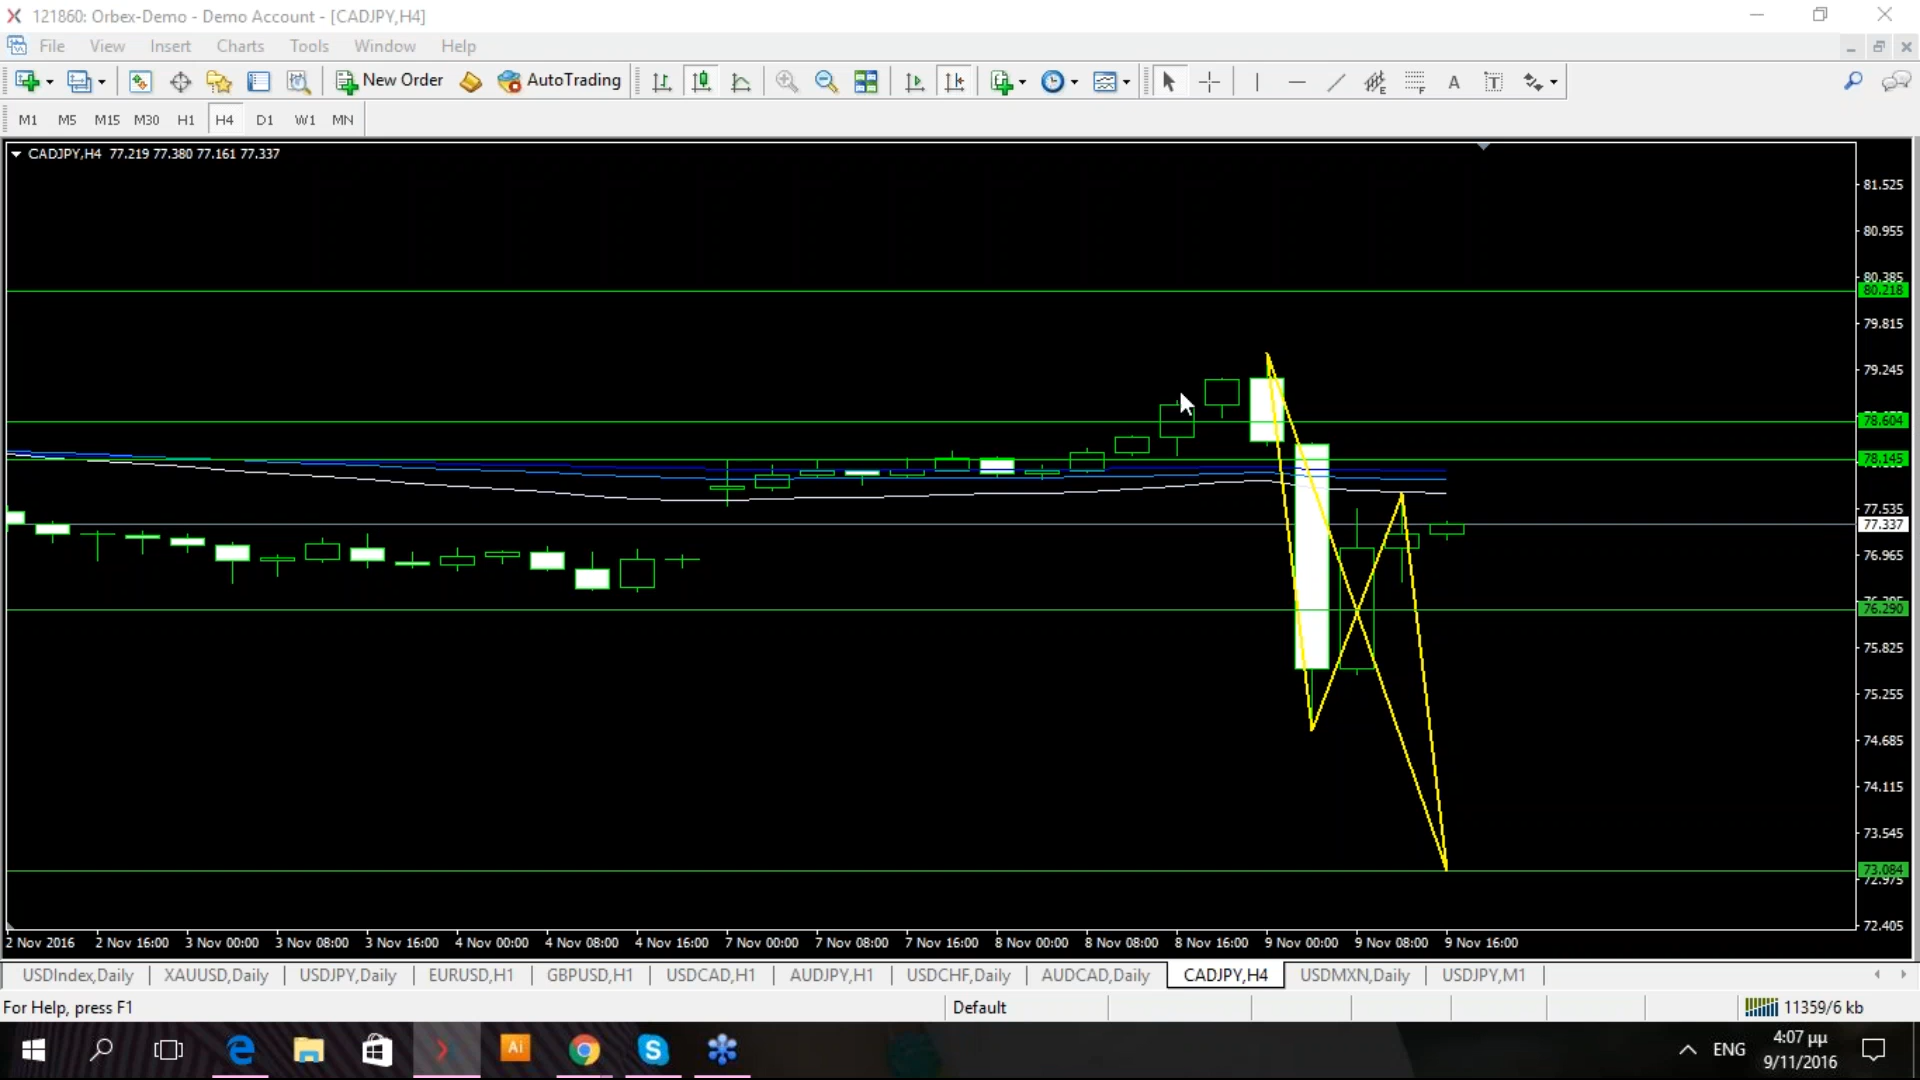 121860: Orbex-Demo - Demo Account - [CADJPY,H4]
File View Insert Charts Tools Window Help
New Order AutoTrading
M1 M5 M15 M30 H1 H4 D1 W1 MN
CADJPY,H4 77.219 77.380 77.161 77.337
81.525
80.955
80.385
80.218
79.815
79.245
78.604
78.145
77.535
77.337
76.965
76.290
75.825
75.255
74.685
74.115
73.545
73.084
72.975
72.405
2 Nov 2016 2 Nov 16:00 3 Nov 00:00 3 Nov 08:00 3 Nov 16:00 4 Nov 00:00 4 Nov 08:00 4 Nov 16:00 7 Nov 00:00 7 Nov 08:00 7 Nov 16:00 8 Nov 00:00 8 Nov 08:00 8 Nov 16:00 9 Nov 00:00 9 Nov 08:00 9 Nov 16:00
USDIndex,Daily XAUUSD,Daily USDJPY,Daily EURUSD,H1 GBPUSD,H1 USDCAD,H1 AUDJPY,H1 USDCHF,Daily AUDCAD,Daily CADJPY,H4 USDMXN,Daily USDJPY,M1
For Help, press F1 Default 11359/6 kb
Ai ENG 4:07 μμ
9/11/2016